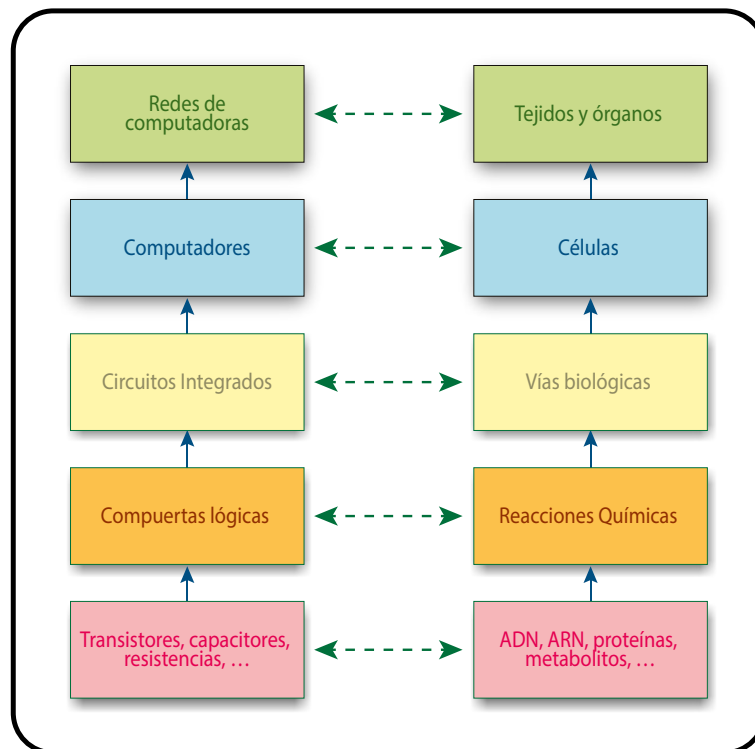 Redes de
computadoras
Tejidos y órganos
Computadores
Células
Circuitos Integrados
Vías biológicas
Compuertas lógicas
Reacciones Químicas
Transistores, capacitores,
resistencias, …
ADN, ARN, proteínas,
metabolitos, …